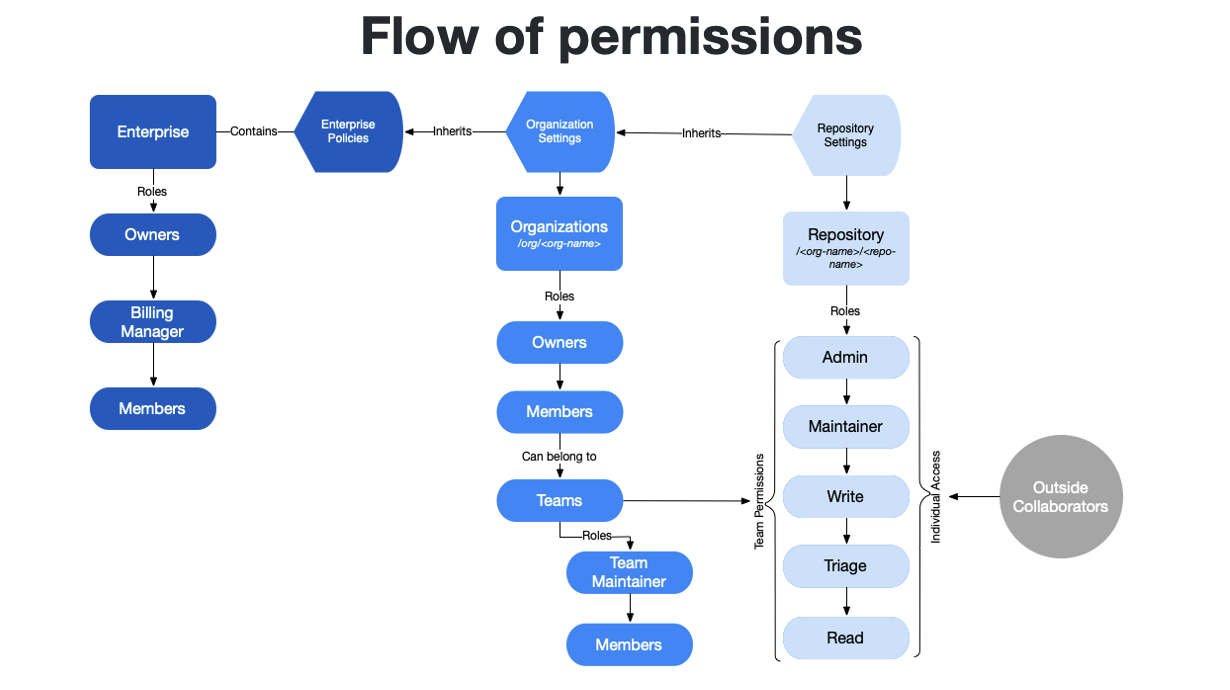 Flow of permissions
Enterprise
Contains
Enterprise
Policies
Inherits
Organization
Settings
Inherits
Repository
Settings
Roles
Owners
Billing
Manager
Members
Organizations
/org/<org-name>
Roles
Owners
Members
Can belong to
Teams
Roles
Team
Maintainer
Members
Repository
/<org-name>/<repo-
name>
Roles
Admin
Maintainer
Write
Triage
Read
Team Permissions
Individual Access
Outside
Collaborators